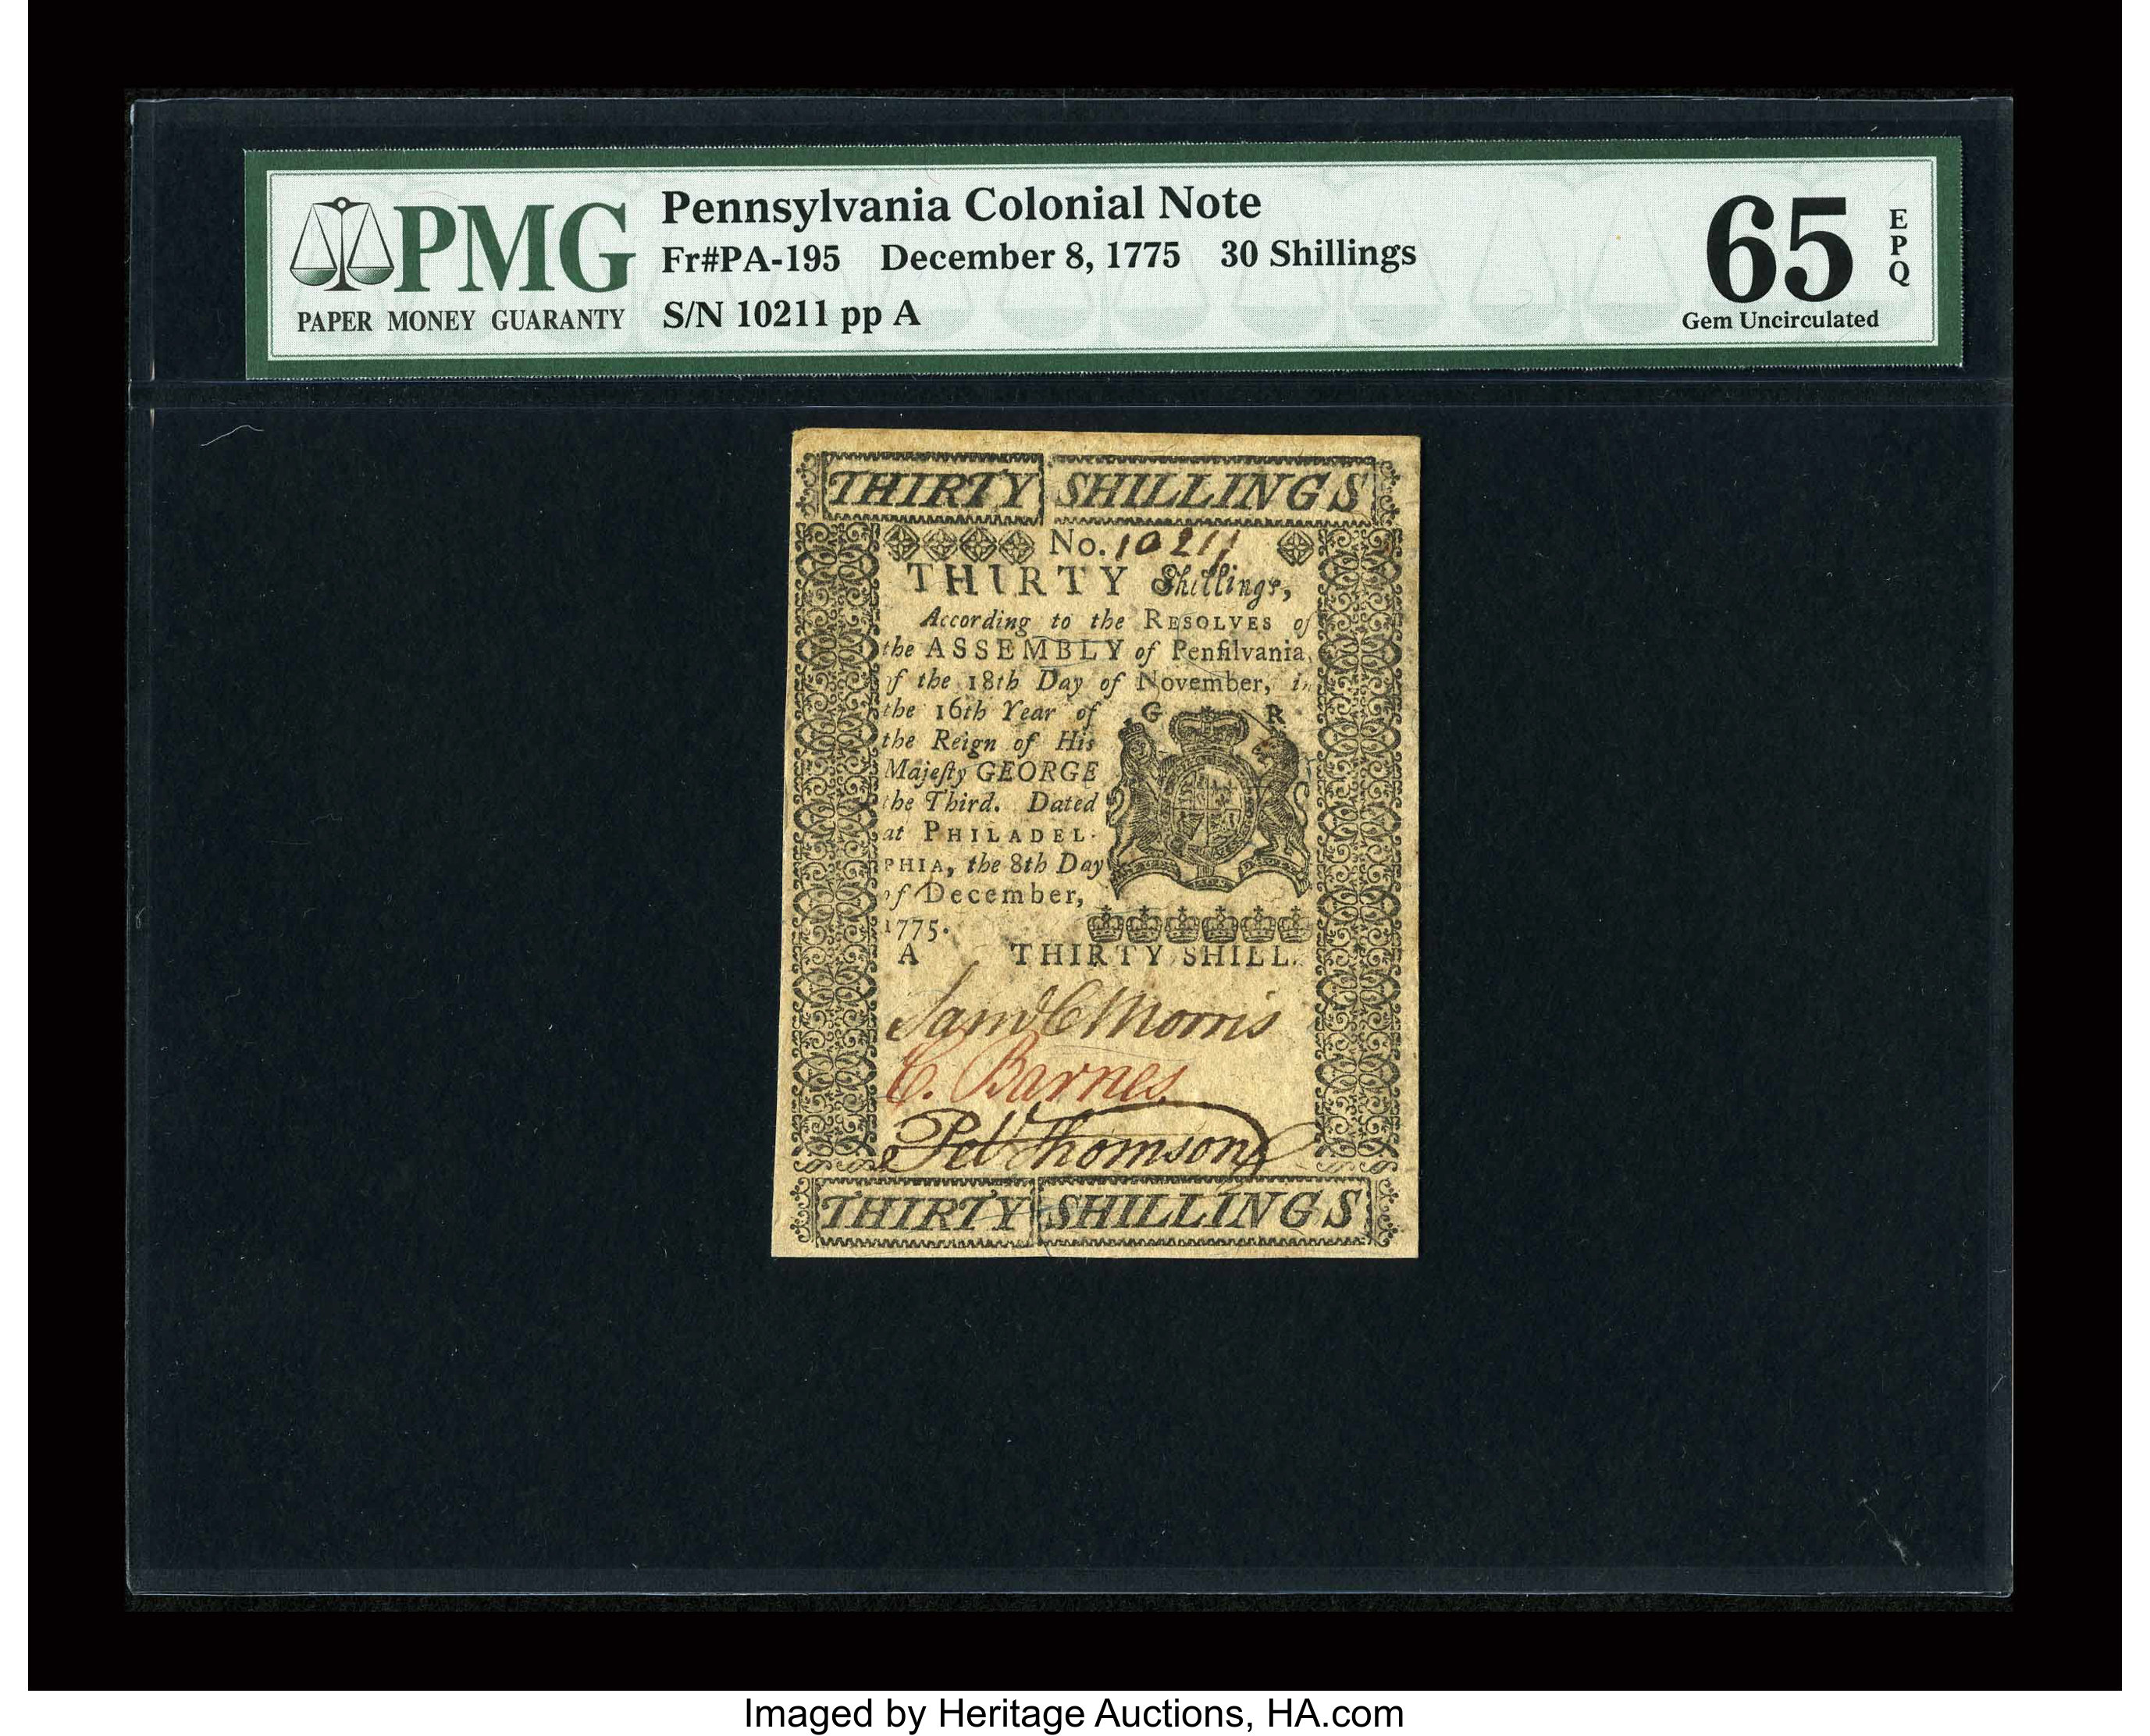 PMG
PAPER MONEY GUARANTY
Pennsylvania Colonial Note
Fr#PA-195 December 8, 1775 30 Shillings
S/N 10211 pp A
65
EPQ
Gem Uncirculated
THIRTY SHILLINGS
No. 10211
THIRTY Shillings,
According to the RESOLVES of
the ASSEMBLY of Penſilvania,
of the 18th Day of November, in
the 16th Year of
the Reign of His
Majeſty GEORGE
the Third. Dated
at PHILADEL-
PHIA, the 8th Day
of December,
1775.
G R
A THIRTY SHILL.
Saml C Morris
C. Barnes
Petr Thomson
THIRTY SHILLINGS
Imaged by Heritage Auctions, HA.com